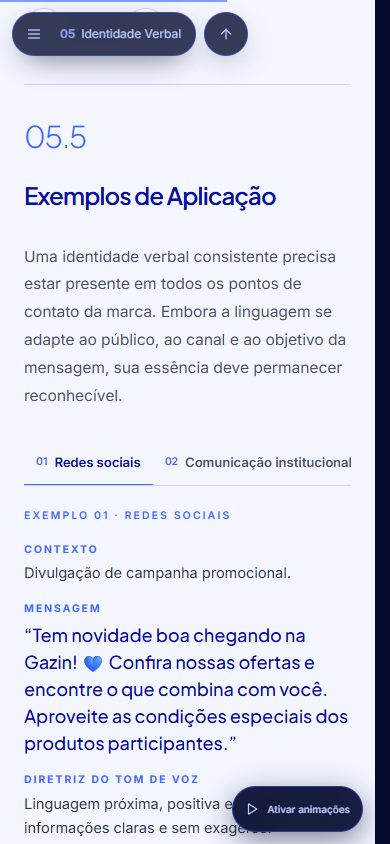 05 Identidade Verbal
05.5
Exemplos de Aplicação
Uma identidade verbal consistente precisa
estar presente em todos os pontos de
contato da marca. Embora a linguagem se
adapte ao público, ao canal e ao objetivo da
mensagem, sua essência deve permanecer
reconhecível.
01 Redes sociais 02 Comunicação institucional
EXEMPLO 01 · REDES SOCIAIS
CONTEXTO
Divulgação de campanha promocional.
MENSAGEM
“Tem novidade boa chegando na
Gazin! 💙 Confira nossas ofertas e
encontre o que combina com você.
Aproveite as condições especiais dos
produtos participantes.”
DIRETRIZ DO TOM DE VOZ
Linguagem próxima, positiva e
Ativar animações
informações claras e sem